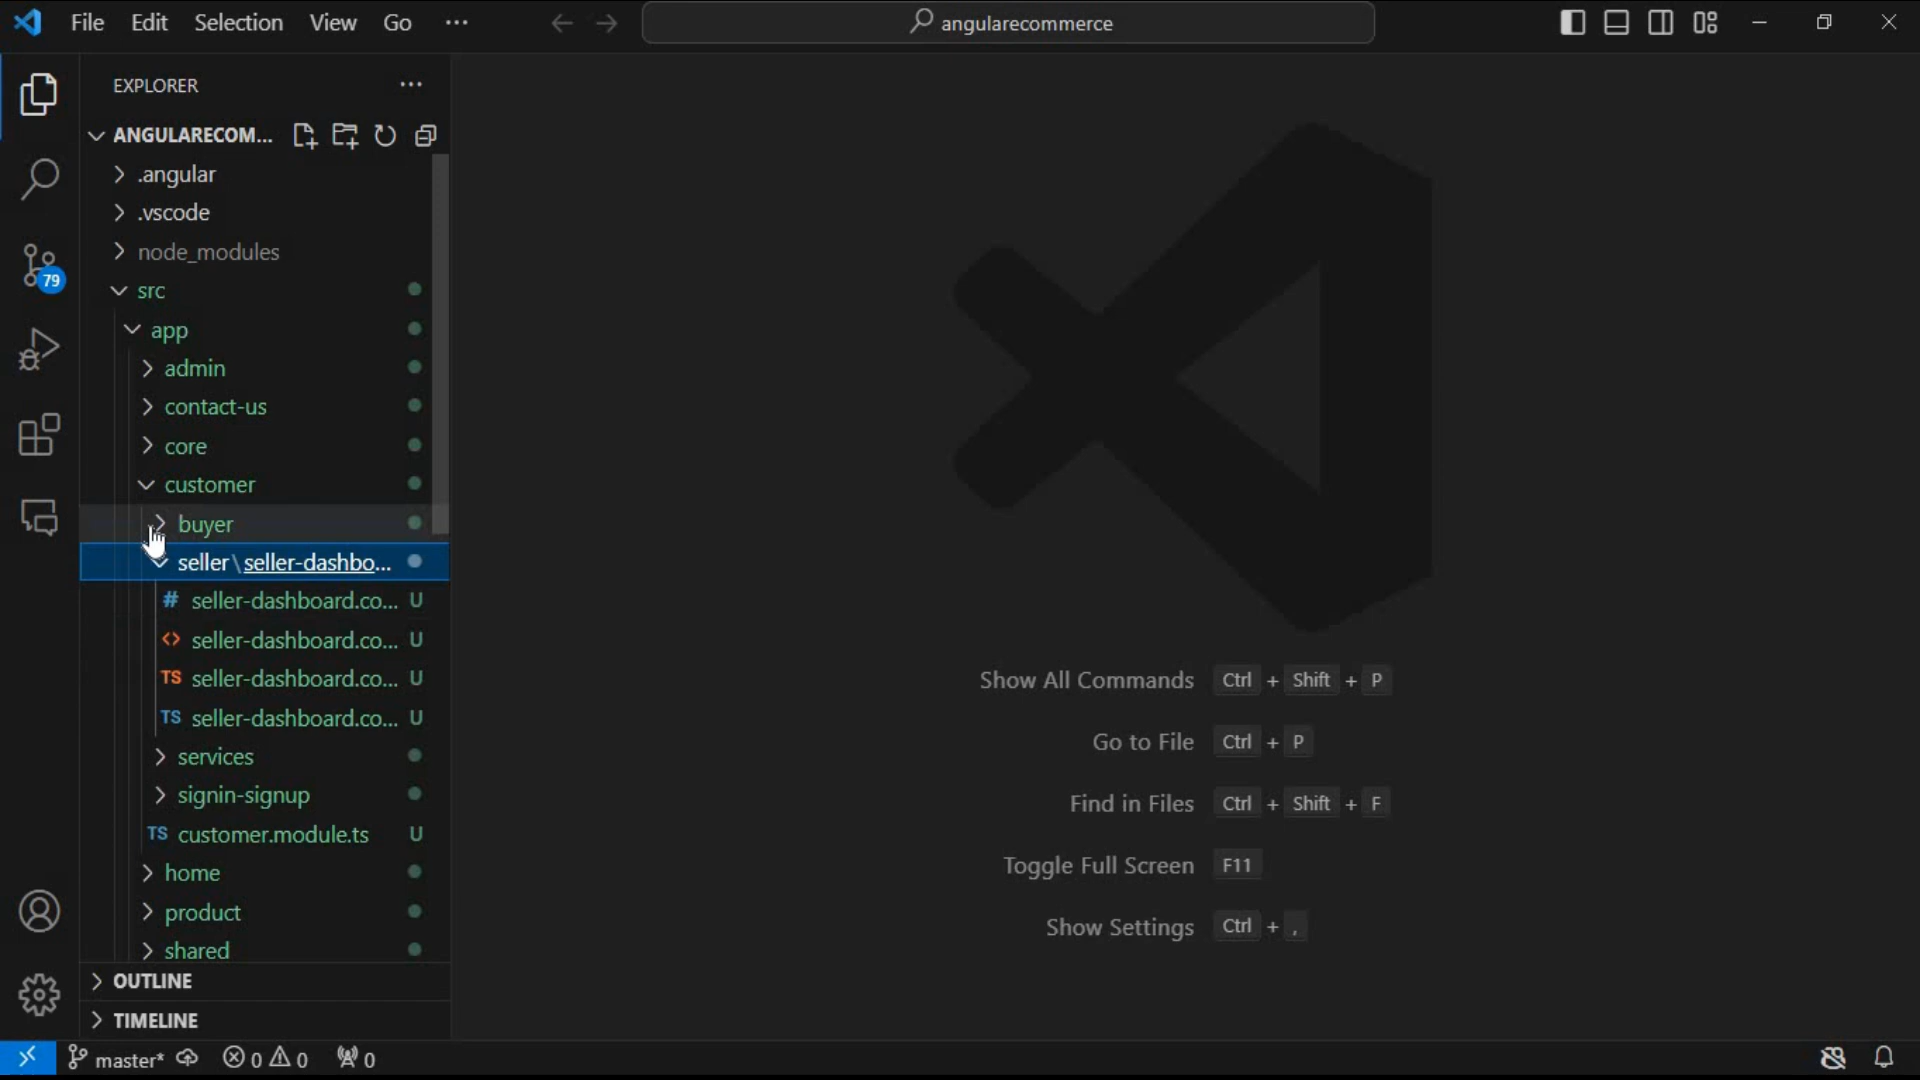 File Edit Selection View Go ···
angularecommerce
EXPLORER ···
ANGULARECOM...
.angular
.vscode
node_modules
src
79
app
admin
contact-us
core
customer
buyer
seller\seller-dashbo...
# seller-dashboard.co... U
<> seller-dashboard.co... U
TS seller-dashboard.co... U
TS seller-dashboard.co... U
services
signin-signup
TS customer.module.ts U
home
product
shared
OUTLINE
TIMELINE
Show All Commands Ctrl + Shift + P
Go to File Ctrl + P
Find in Files Ctrl + Shift + F
Toggle Full Screen F11
Show Settings Ctrl + ,
master* 0 0 0